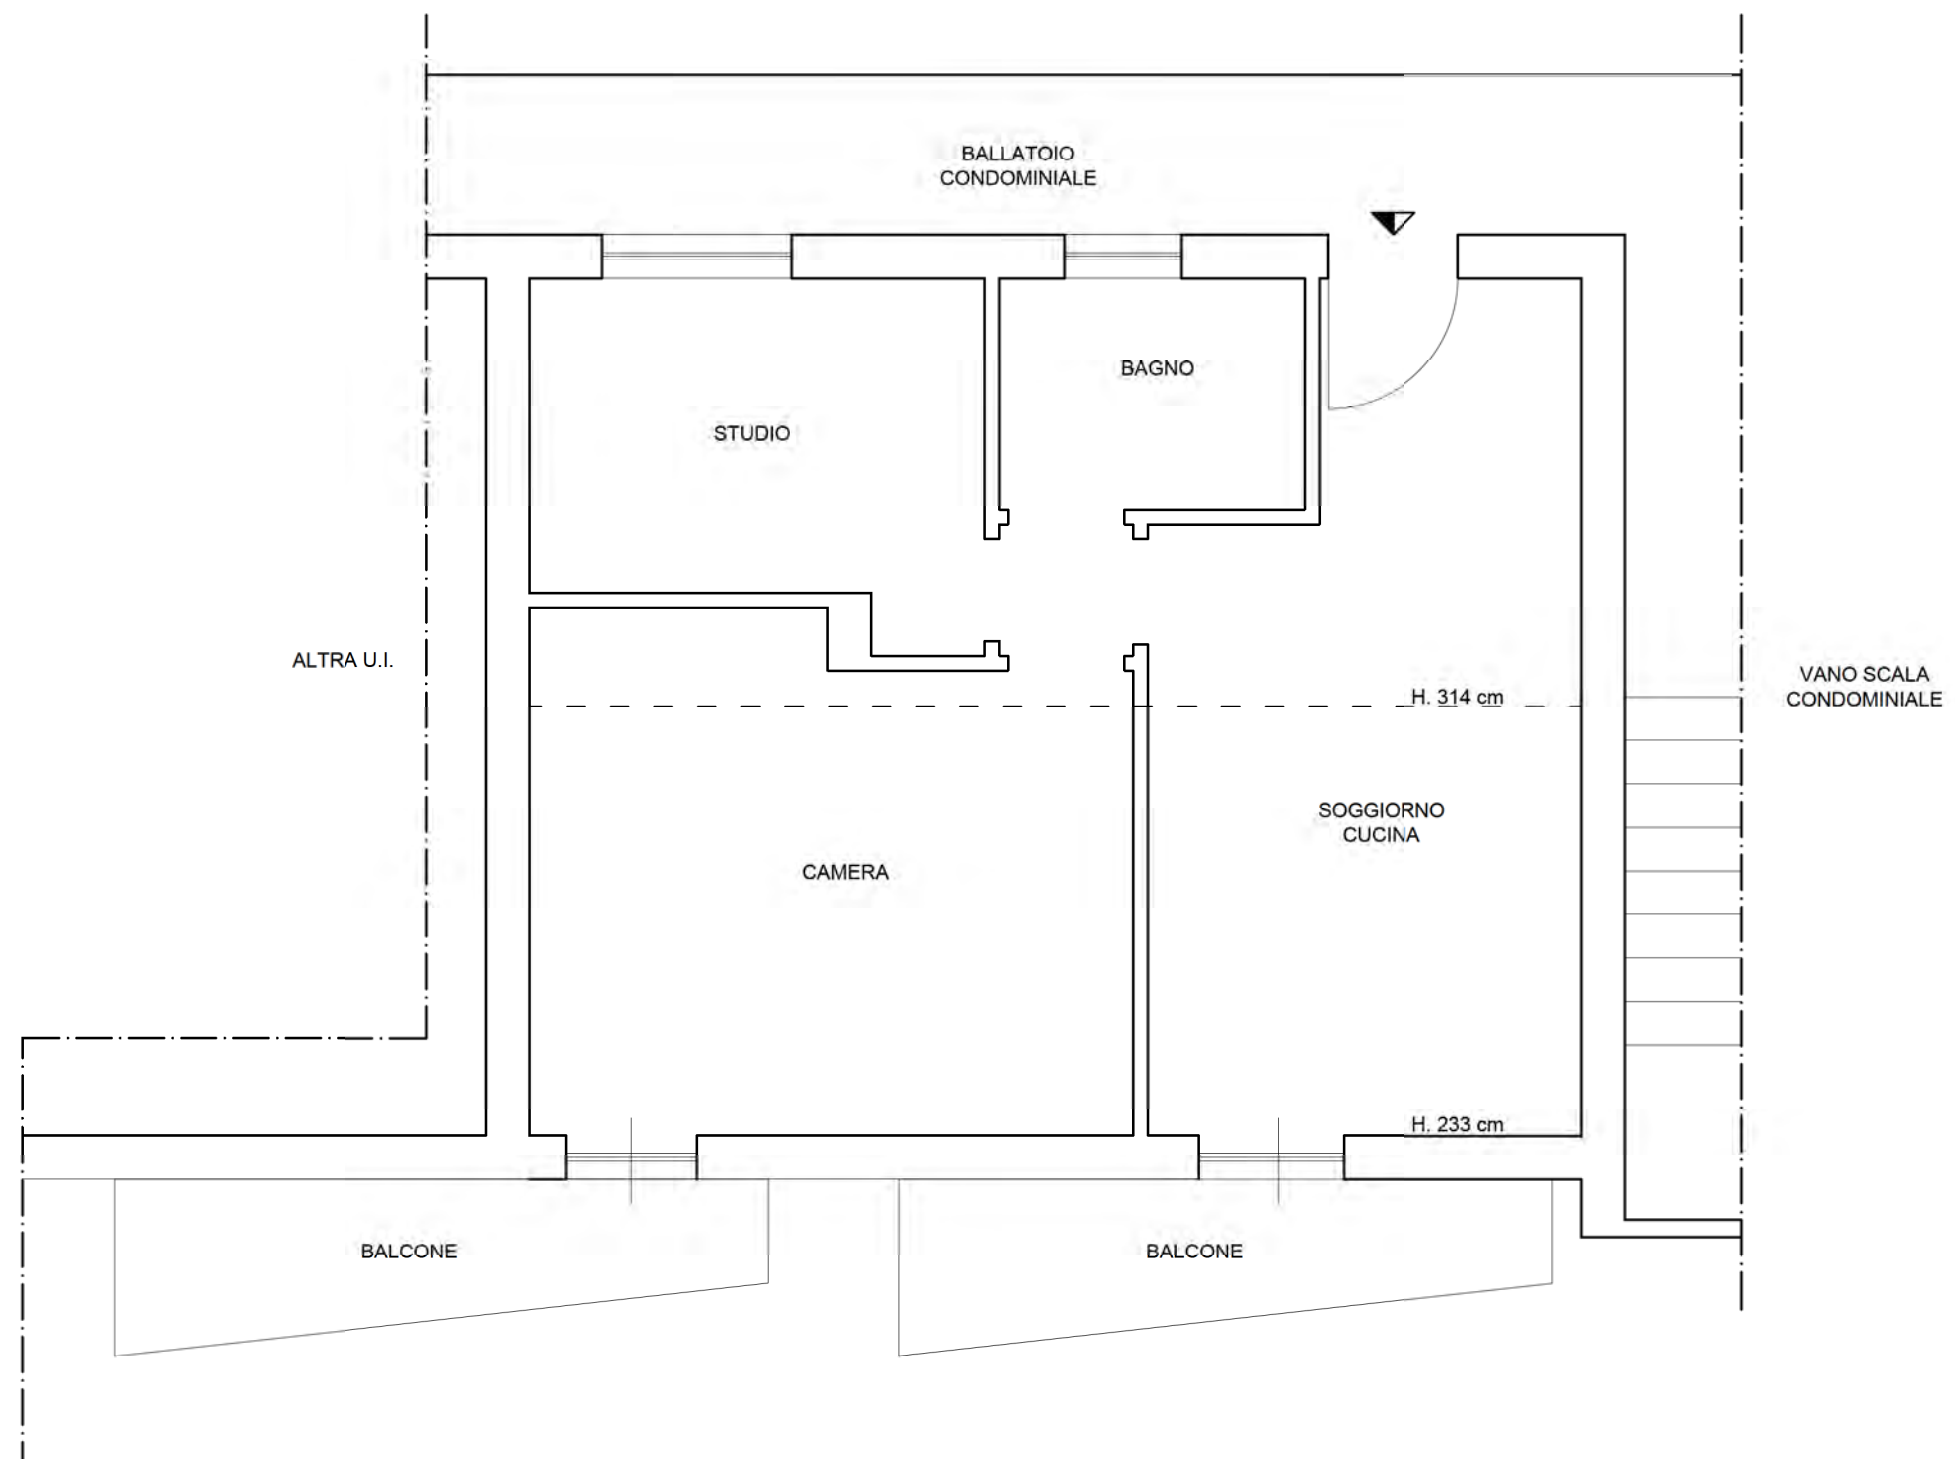 BALLATOIO
CONDOMINIALE
BAGNO
STUDIO
ALTRA U.I.
VANO SCALA
CONDOMINIALE
H. 314 cm
SOGGIORNO
CUCINA
CAMERA
H. 233 cm
BALCONE
BALCONE